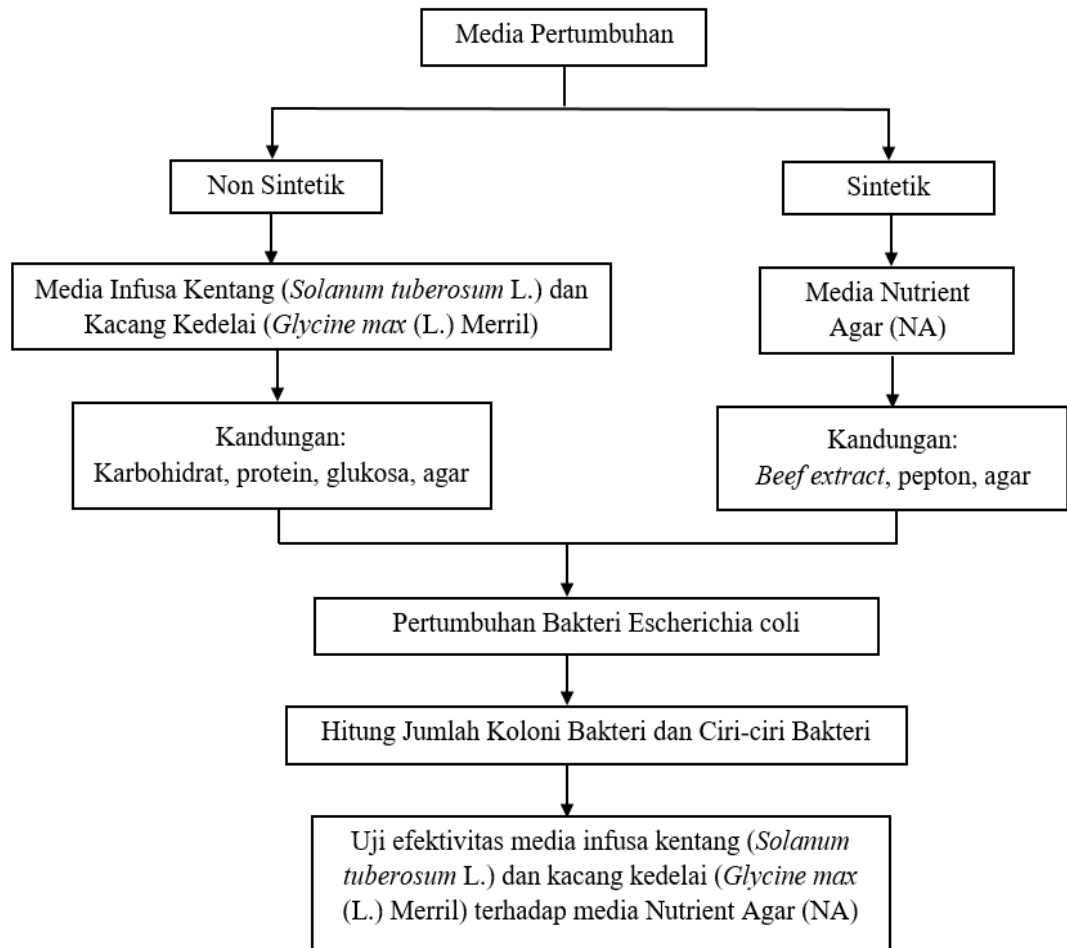 Media Pertumbuhan
Non Sintetik
Sintetik
Media Infusa Kentang (Solanum tuberosum L.) dan
Kacang Kedelai (Glycine max (L.) Merril)
Media Nutrient
Agar (NA)
Kandungan:
Karbohidrat, protein, glukosa, agar
Kandungan:
Beef extract, pepton, agar
Pertumbuhan Bakteri Escherichia coli
Hitung Jumlah Koloni Bakteri dan Ciri-ciri Bakteri
Uji efektivitas media infusa kentang (Solanum
tuberosum L.) dan kacang kedelai (Glycine max
(L.) Merril) terhadap media Nutrient Agar (NA)